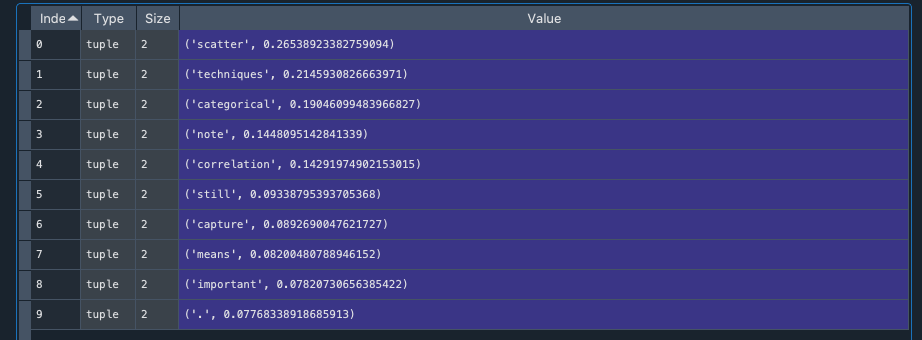 Inde Type Size Value
0 tuple 2 ('scatter', 0.26538923382759094)
1 tuple 2 ('techniques', 0.2145930826663971)
2 tuple 2 ('categorical', 0.19046099483966827)
3 tuple 2 ('note', 0.1448095142841339)
4 tuple 2 ('correlation', 0.14291974902153015)
5 tuple 2 ('still', 0.09338795393705368)
6 tuple 2 ('capture', 0.0892690047621727)
7 tuple 2 ('means', 0.08200480788946152)
8 tuple 2 ('important', 0.07820730656385422)
9 tuple 2 ('.', 0.07768338918685913)